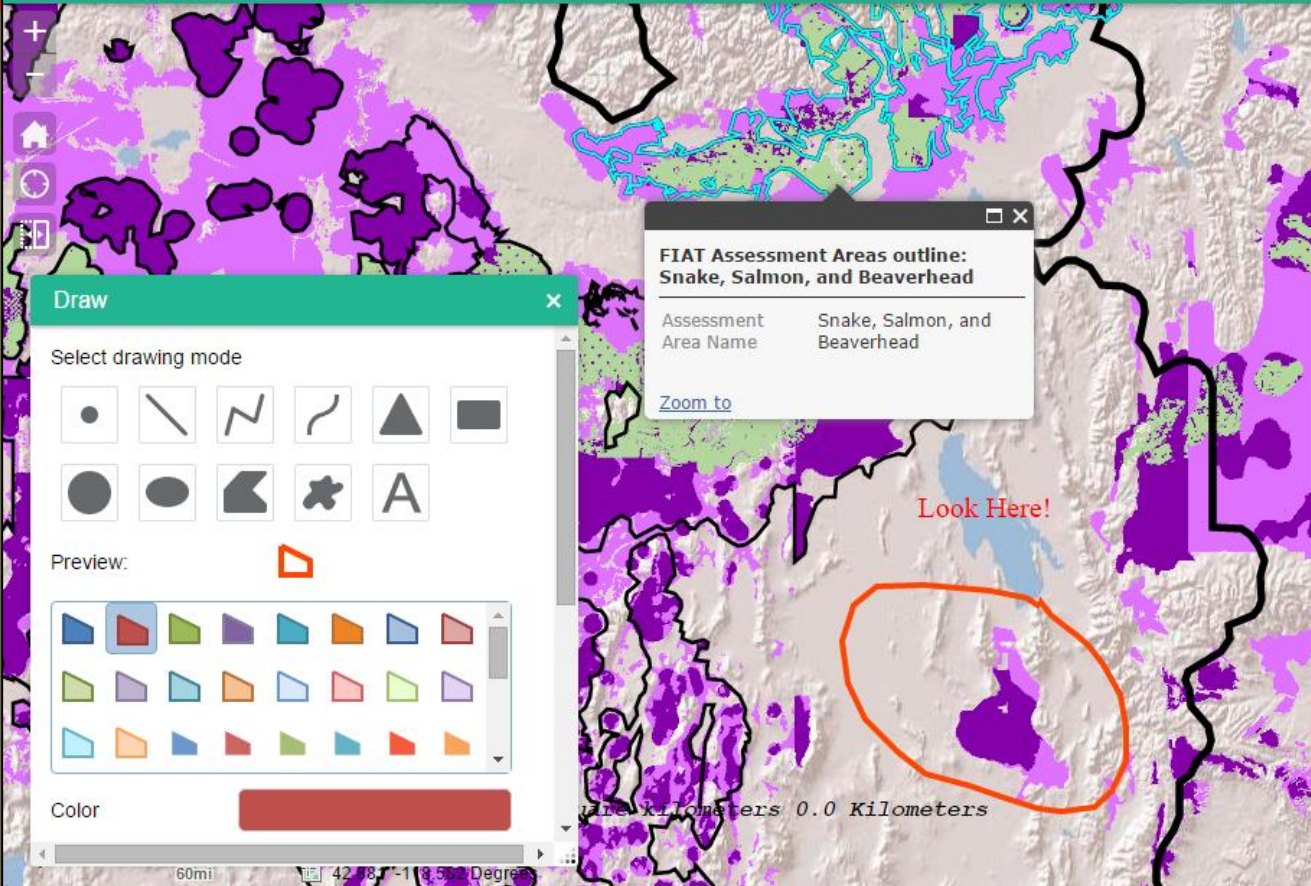 FIAT Assessment Areas outline:
Snake, Salmon, and Beaverhead
Assessment Area Name
Snake, Salmon, and Beaverhead
Zoom to
Draw
Select drawing mode
A
Preview:
Look Here!
Color
kilometers 0.0 Kilometers
60mi
Degrees